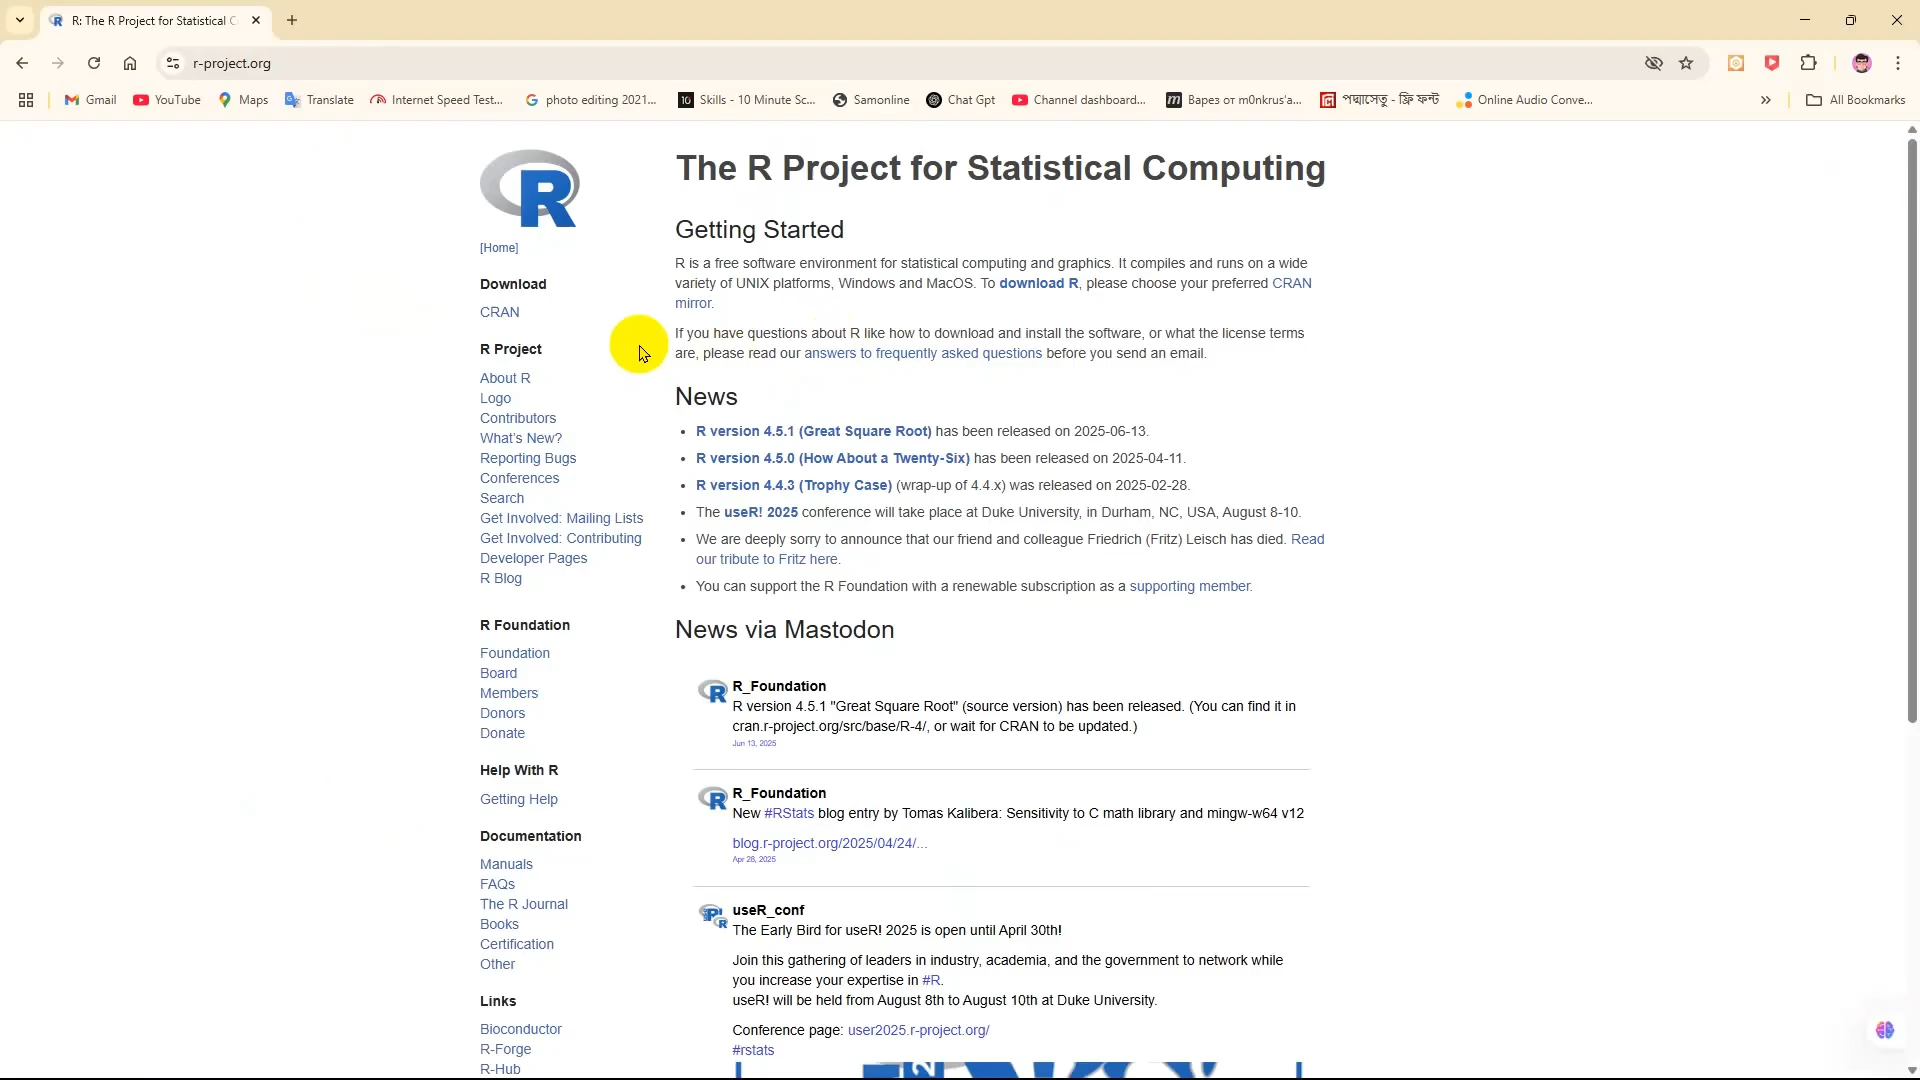 R: The R Project for Statistical C
r-project.org
Gmail
YouTube
Maps
Translate
Internet Speed Test...
photo editing 2021...
10
Skills - 10 Minute Sc...
Samonline
Chat Gpt
Channel dashboard...
Варез от m0nkrus'a...
পদ্মাসেতু - ফ্রি ফন্ট
Online Audio Conve...
All Bookmarks
R
[Home]
Download
CRAN
R Project
About R
Logo
Contributors
What's New?
Reporting Bugs
Conferences
Search
Get Involved: Mailing Lists
Get Involved: Contributing
Developer Pages
R Blog
R Foundation
Foundation
Board
Members
Donors
Donate
Help With R
Getting Help
Documentation
Manuals
FAQs
The R Journal
Books
Certification
Other
Links
Bioconductor
R-Forge
R-Hub
The R Project for Statistical Computing
Getting Started
R is a free software environment for statistical computing and graphics. It compiles and runs on a wide
variety of UNIX platforms, Windows and MacOS. To download R, please choose your preferred CRAN
mirror.
If you have questions about R like how to download and install the software, or what the license terms
are, please read our answers to frequently asked questions before you send an email.
News
• R version 4.5.1 (Great Square Root) has been released on 2025-06-13.
• R version 4.5.0 (How About a Twenty-Six) has been released on 2025-04-11.
• R version 4.4.3 (Trophy Case) (wrap-up of 4.4.x) was released on 2025-02-28.
• The useR! 2025 conference will take place at Duke University, in Durham, NC, USA, August 8-10.
• We are deeply sorry to announce that our friend and colleague Friedrich (Fritz) Leisch has died. Read
our tribute to Fritz here.
• You can support the R Foundation with a renewable subscription as a supporting member.
News via Mastodon
R_Foundation
R version 4.5.1 "Great Square Root" (source version) has been released. (You can find it in
cran.r-project.org/src/base/R-4/, or wait for CRAN to be updated.)
Jun 13, 2025
R_Foundation
New #RStats blog entry by Tomas Kalibera: Sensitivity to C math library and mingw-w64 v12
blog.r-project.org/2025/04/24/...
Apr 28, 2025
useR_conf
The Early Bird for useR! 2025 is open until April 30th!
Join this gathering of leaders in industry, academia, and the government to network while
you increase your expertise in #R.
useR! will be held from August 8th to August 10th at Duke University.
Conference page: user2025.r-project.org/
#rstats